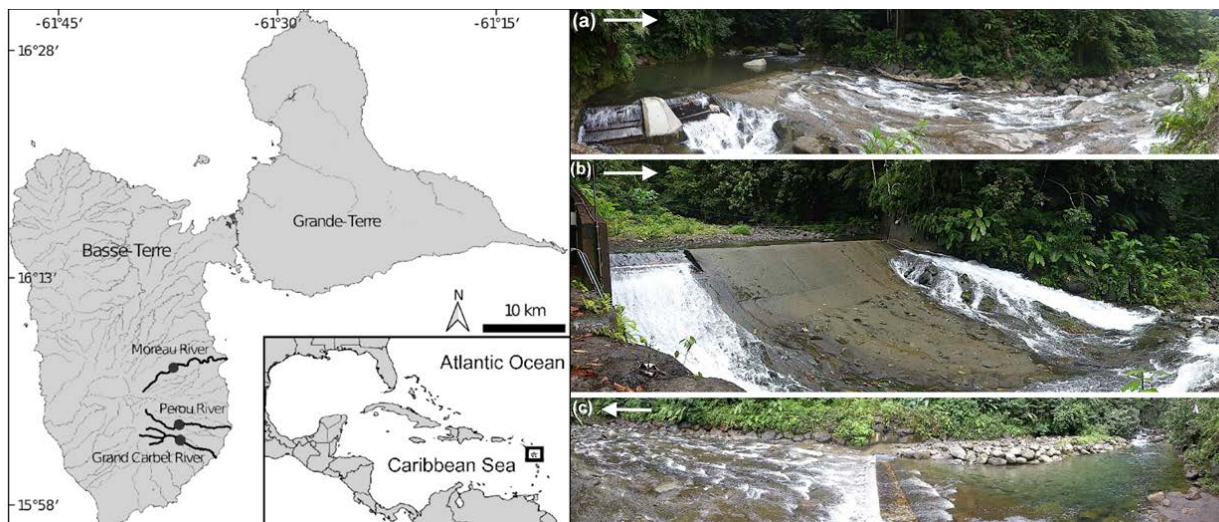 -61°45'
-61°30'
-61°15'
16°28'
Grande-Terre
Basse-Terre
16°13'
N
10 km
Moreau River
Perou River
Grand Carbet River
15°58'
Atlantic Ocean
Caribbean Sea
(a)
(b)
(c)